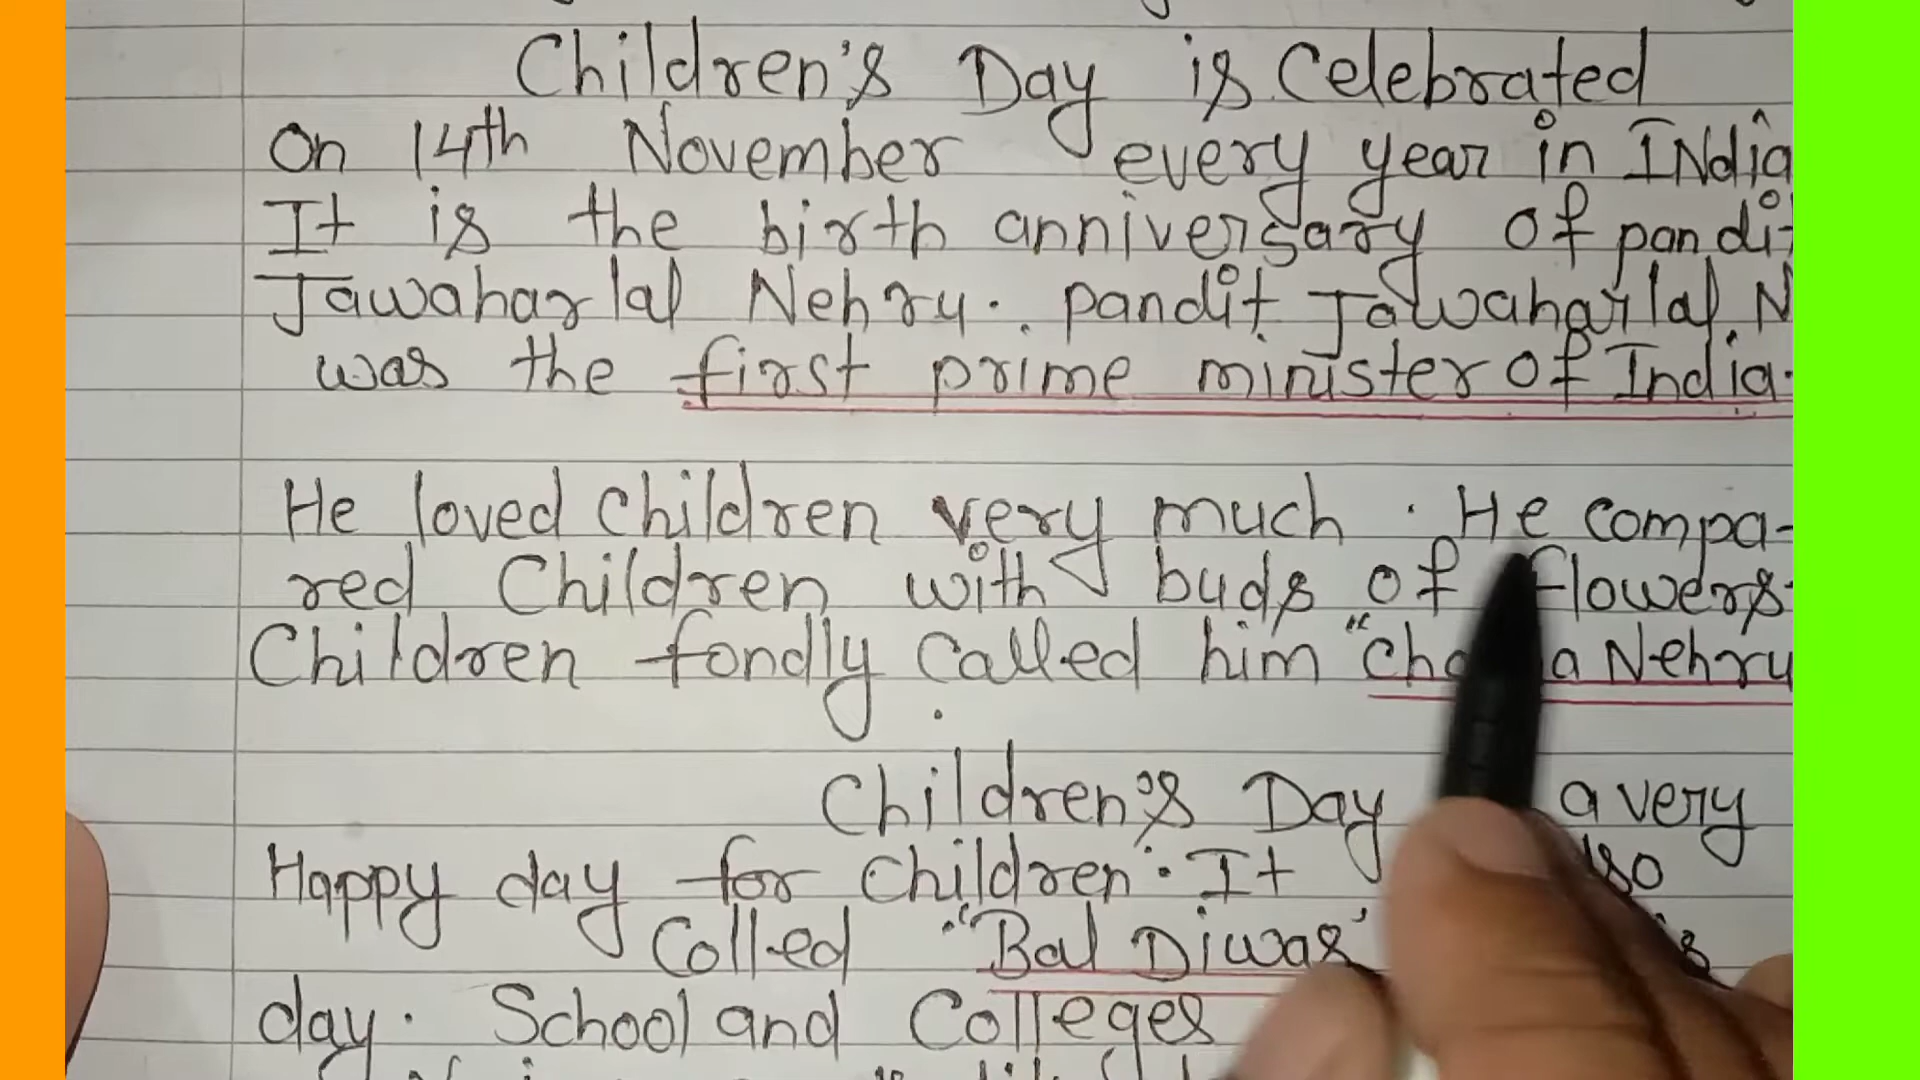 Children's Day is Celebrated
On 14th November every year in INdia
It is the birth anniversary of pandit
Jawaharlal Nehru. pandit Jawaharlal N
was the first prime minister of India.
He loved children very much. He compa-
red Children with buds of flowers.
Children fondly called him "Cha a Nehru
Children's Day a very
Happy day for children. It
Colled "Bal Diwas'
day. School and Colleges